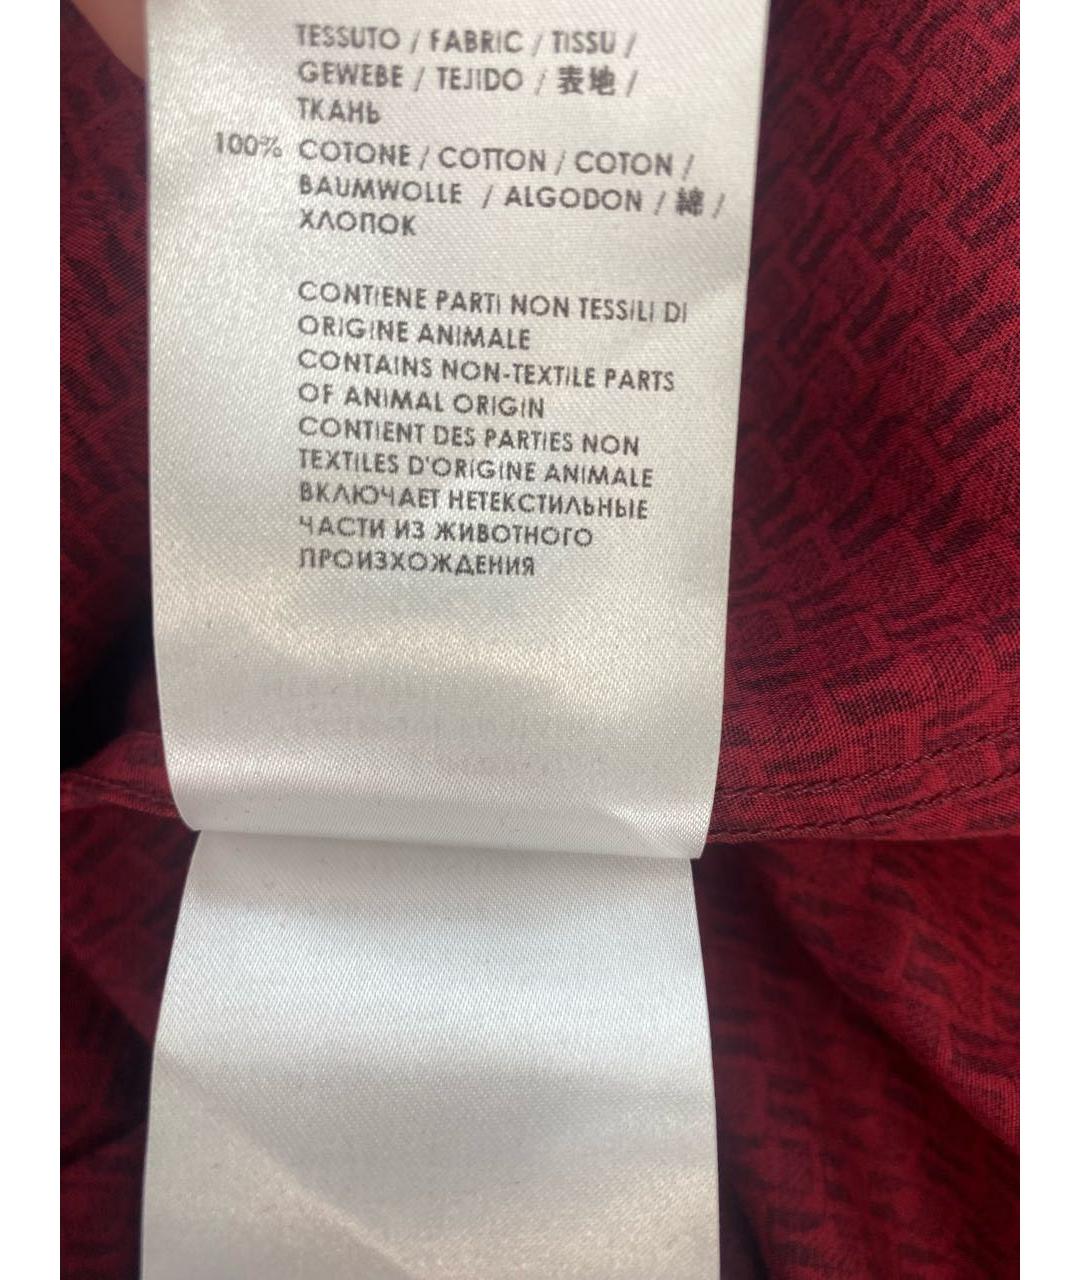 TESSUTO / FABRIC / TISSU /
GEWEBE / TEJIDO / 表地 /
ТКАНЬ
100% COTONE / COTTON / COTON /
BAUMWOLLE / ALGODON / 綿 /
ХЛОПОК
CONTIENE PARTI NON TESSILI DI
ORIGINE ANIMALE
CONTAINS NON-TEXTILE PARTS
OF ANIMAL ORIGIN
CONTIENT DES PARTIES NON
TEXTILES D'ORIGINE ANIMALE
ВКЛЮЧАЕТ НЕТЕКСТИЛЬНЫЕ
ЧАСТИ ИЗ ЖИВОТНОГО
ПРОИЗХОЖДЕНИЯ